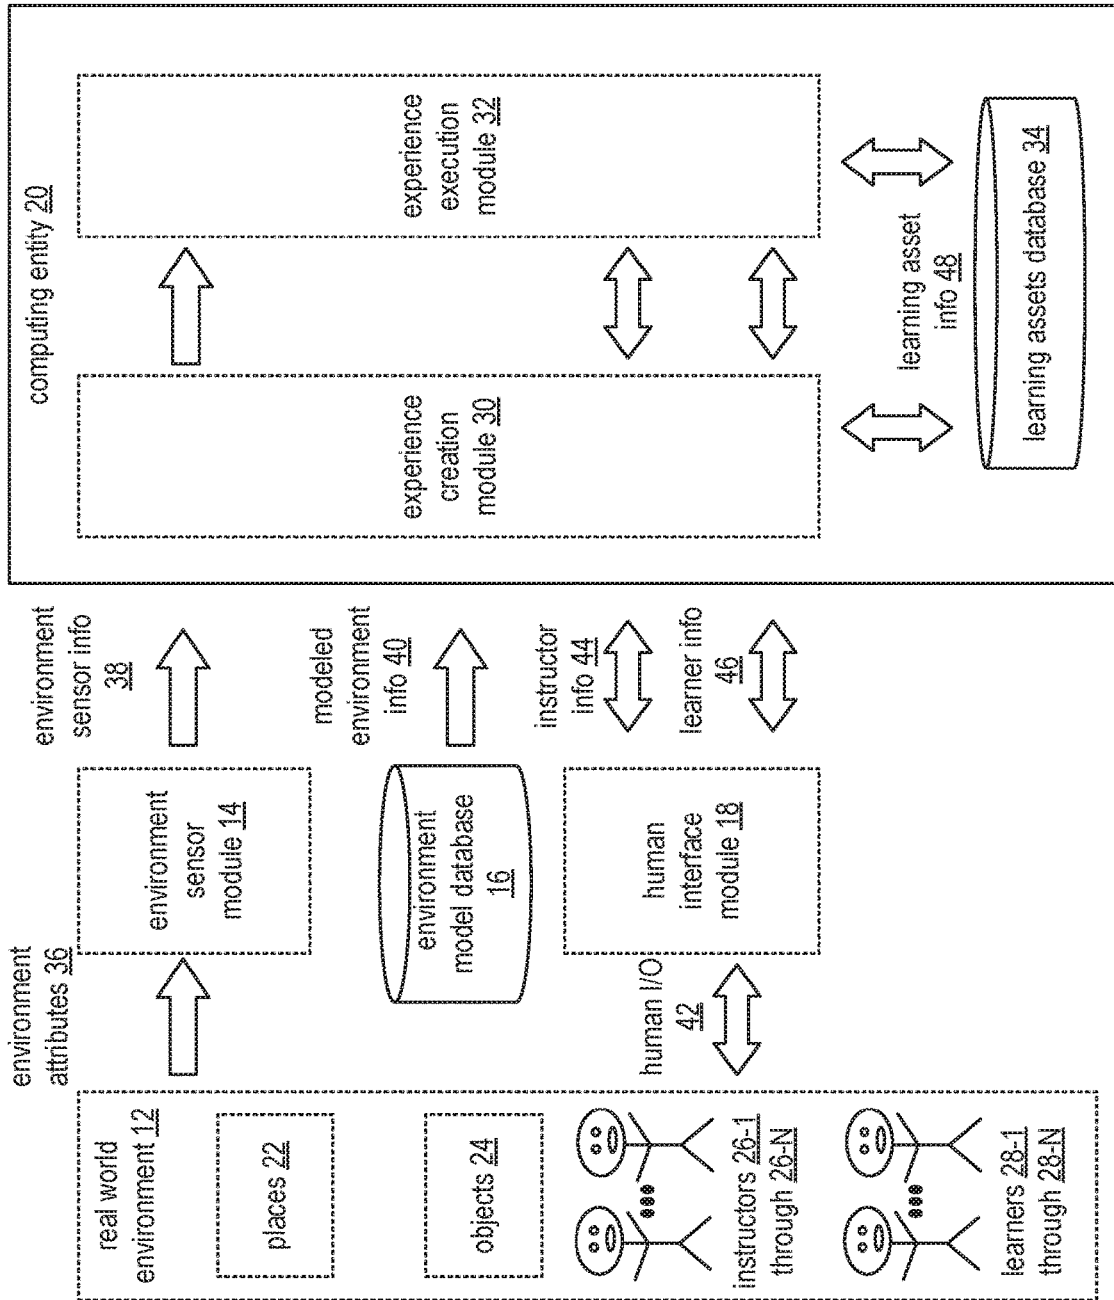 real world
environment 12
places 22
objects 24
instructors 26-1
through 26-N
learners 28-1
through 28-N
environment
attributes 36
human I/O
42
environment
sensor
module 14
environment
model database
16
human
interface
module 18
environment
sensor info
38
modeled
environment
info 40
instructor
info 44
learner info
46
computing entity 20
experience
creation
module 30
experience
execution
module 32
learning asset
info 48
learning assets database 34